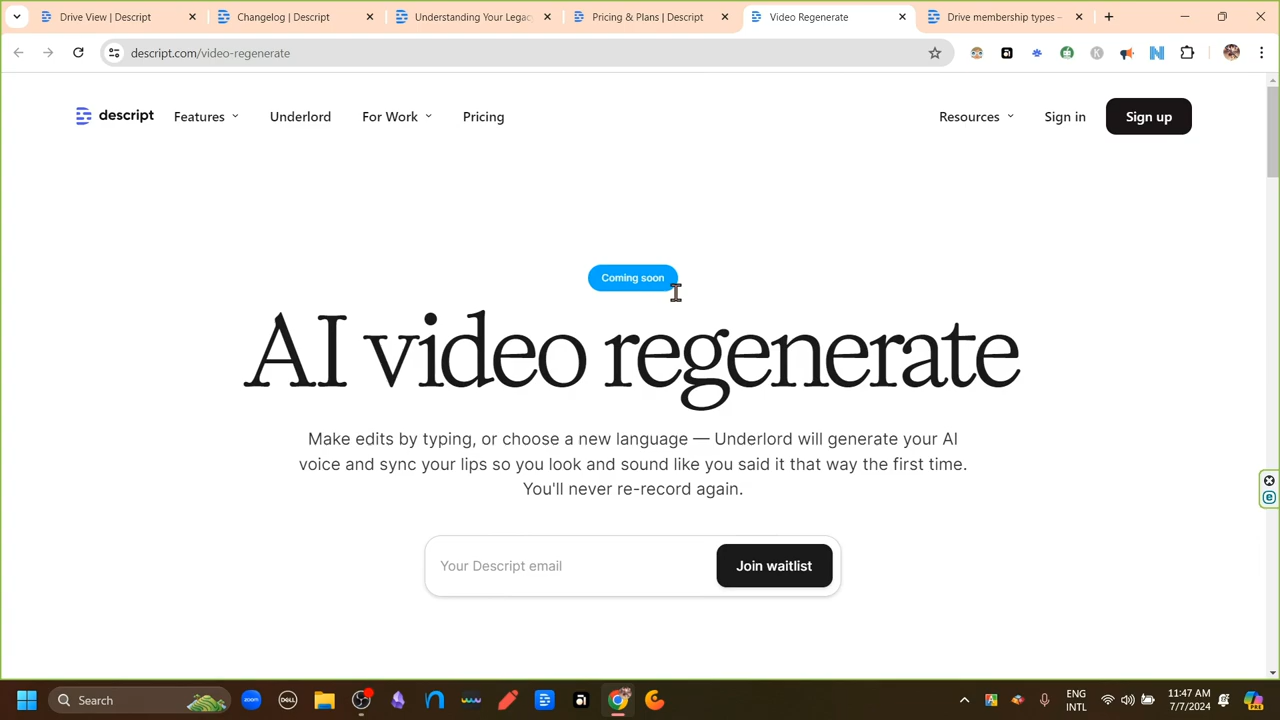 Drive View | Descript
Changelog | Descript
Understanding Your Legac
Pricing & Plans | Descript
Video Regenerate
Drive membership types –
descript.com/video-regenerate
descript
Features
Underlord
For Work
Pricing
Resources
Sign in
Sign up
Coming soon
AI video regenerate
Make edits by typing, or choose a new language — Underlord will generate your AI
voice and sync your lips so you look and sound like you said it that way the first time.
You'll never re-record again.
Your Descript email
Join waitlist
Search
zoom
DELL
ENG
INTL
11:47 AM
7/7/2024